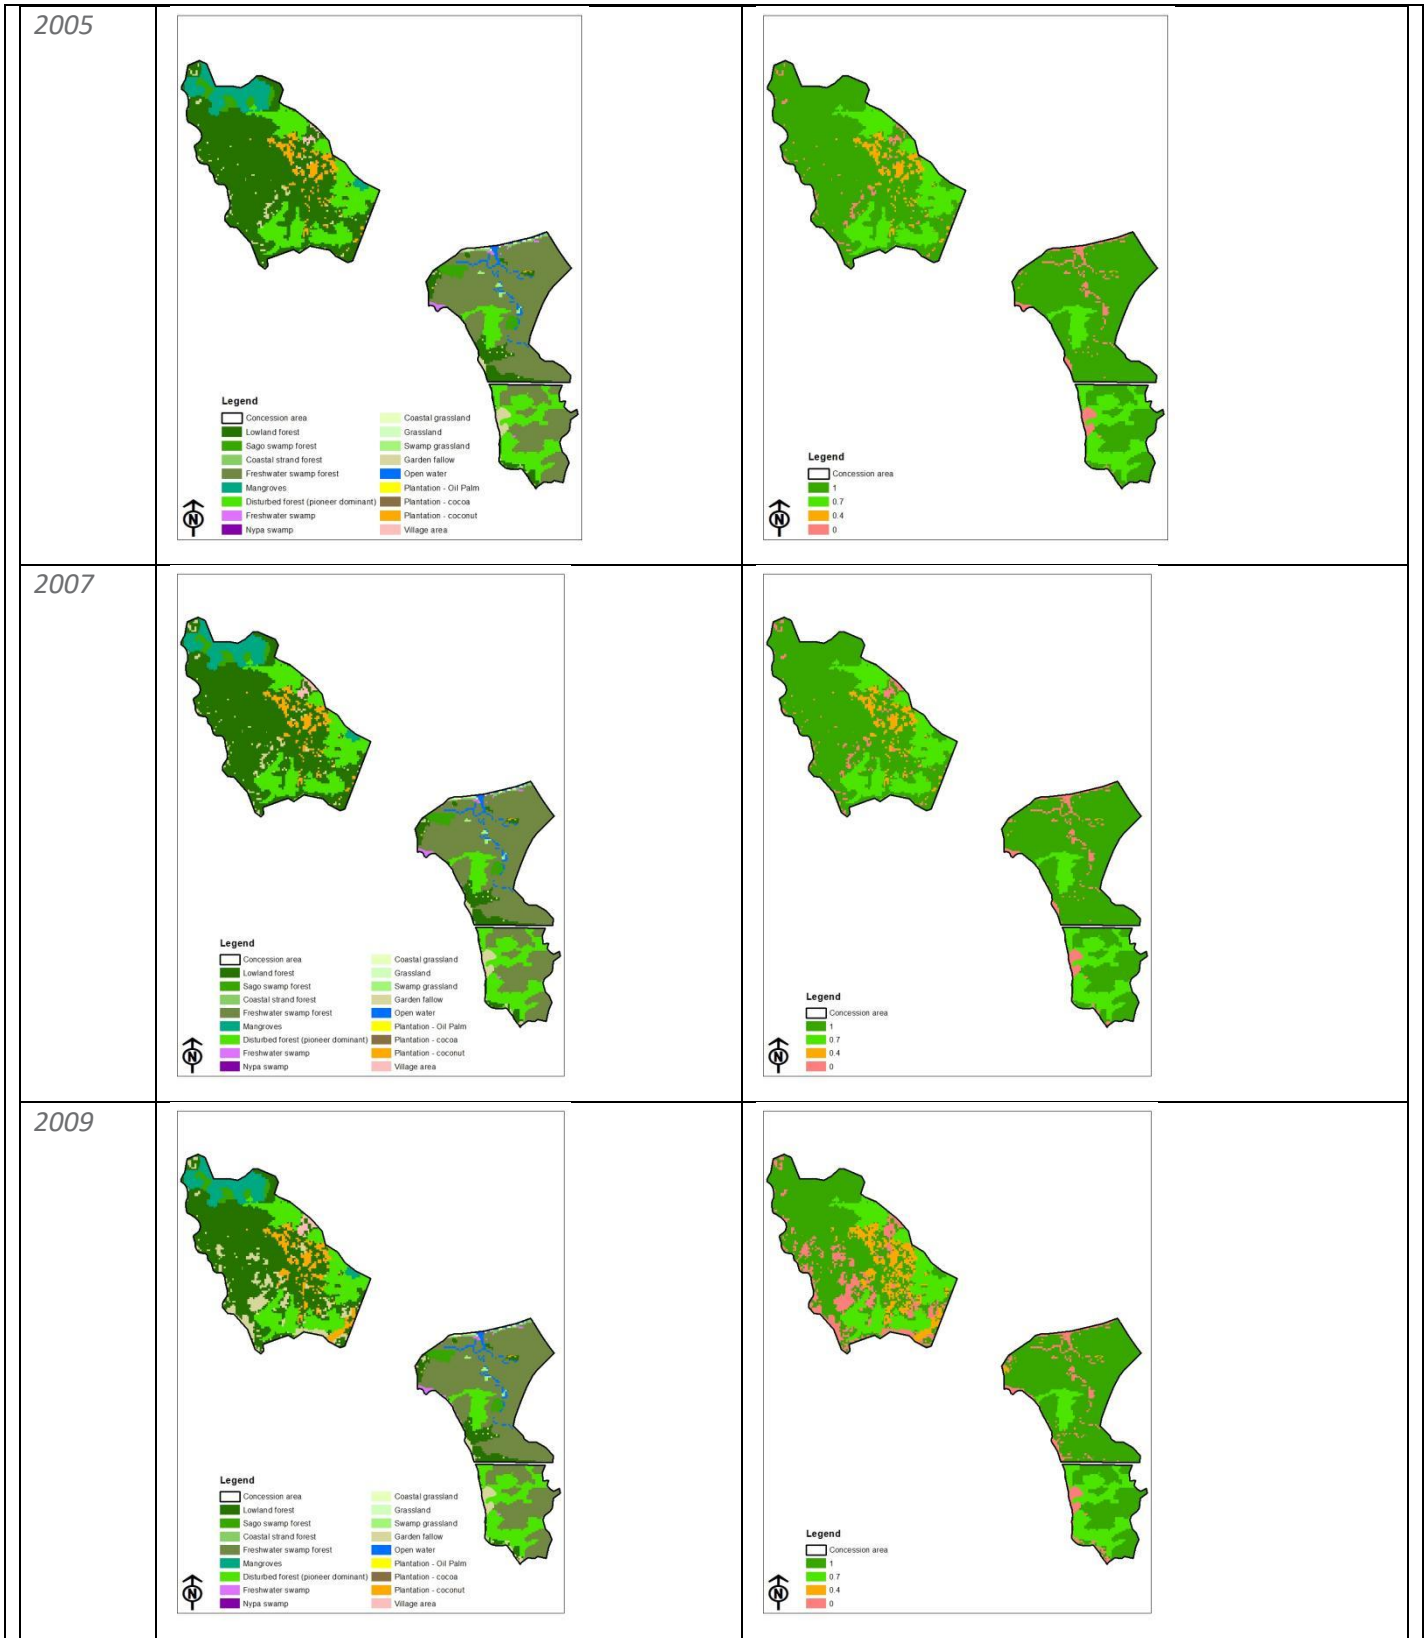 2005
Legend
Concession area
Lowland forest
Sago swamp forest
Coastal strand forest
Freshwater swamp forest
Mangroves
Disturbed forest (pioneer dominant)
Freshwater swamp
Nypa swamp
Coastal grassland
Grassland
Swamp grassland
Garden fallow
Open water
Plantation - Oil Palm
Plantation - cocoa
Plantation - coconut
Village area
N
Legend
Concession area
1
0.7
0.4
0
N
2007
Legend
Concession area
Lowland forest
Sago swamp forest
Coastal strand forest
Freshwater swamp forest
Mangroves
Disturbed forest (pioneer dominant)
Freshwater swamp
Nypa swamp
Coastal grassland
Grassland
Swamp grassland
Garden fallow
Open water
Plantation - Oil Palm
Plantation - cocoa
Plantation - coconut
Village area
N
Legend
Concession area
1
0.7
0.4
0
N
2009
Legend
Concession area
Lowland forest
Sago swamp forest
Coastal strand forest
Freshwater swamp forest
Mangroves
Disturbed forest (pioneer dominant)
Freshwater swamp
Nypa swamp
Coastal grassland
Grassland
Swamp grassland
Garden fallow
Open water
Plantation - Oil Palm
Plantation - cocoa
Plantation - coconut
Village area
N
Legend
Concession area
1
0.7
0.4
0
N